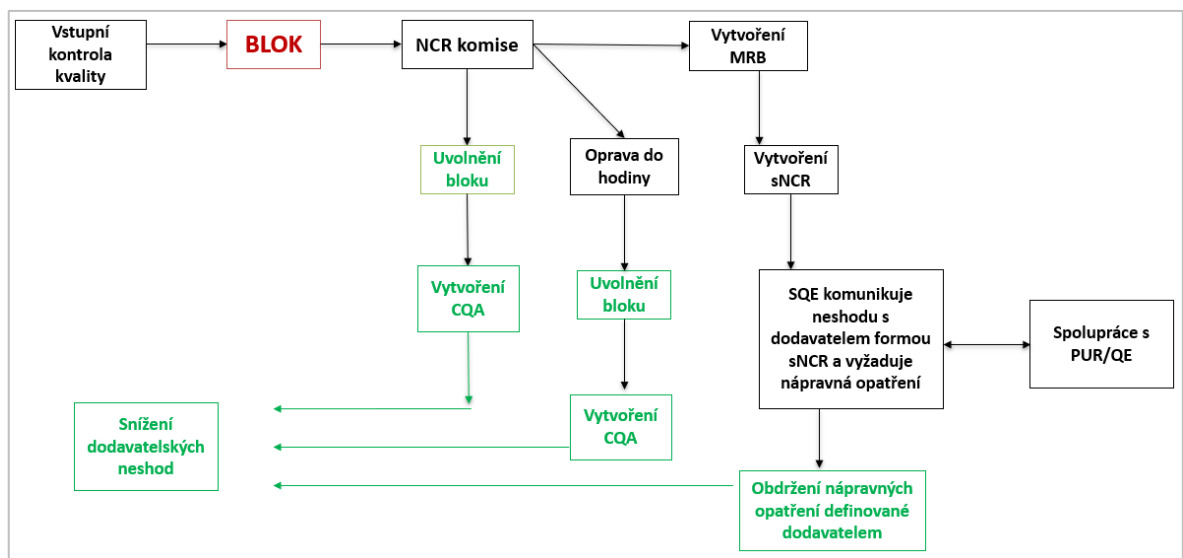 Vstupní
kontrola
kvality
BLOK
NCR komise
Vytvoření
MRB
Uvolnění
bloku
Oprava do
hodiny
Vytvoření
sNCR
Vytvoření
CQA
Uvolnění
bloku
SQE komunikuje
neshodu s
dodavatelem formou
sNCR a vyžaduje
nápravná opatření
Spolupráce s
PUR/QE
Snížení
dodavatelských
neshod
Vytvoření
CQA
Obdržení nápravných
opatření definované
dodavatelem